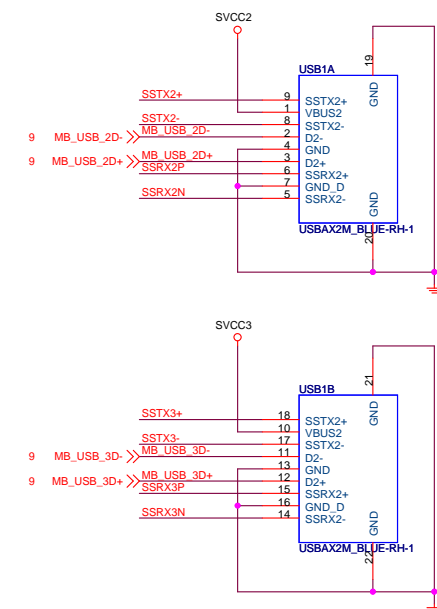 SVCC2
19
USB1A
GND
SSTX2+ 9 SSTX2+
1 VBUS2
SSTX2- 8 SSTX2-
9 MB_USB_2D- MB_USB_2D- 2 D2-
4 GND
9 MB_USB_2D+ MB_USB_2D+ 3 D2+
SSRX2P 6 SSRX2+
7 GND_D
SSRX2N 5 SSRX2-
GND
USBAX2M_BLUE-RH-1
20
SVCC3
21
USB1B
GND
SSTX3+ 18 SSTX2+
10 VBUS2
SSTX3- 17 SSTX2-
9 MB_USB_3D- MB_USB_3D- 11 D2-
13 GND
9 MB_USB_3D+ MB_USB_3D+ 12 D2+
SSRX3P 15 SSRX2+
16 GND_D
SSRX3N 14 SSRX2-
GND
USBAX2M_BLUE-RH-1
22